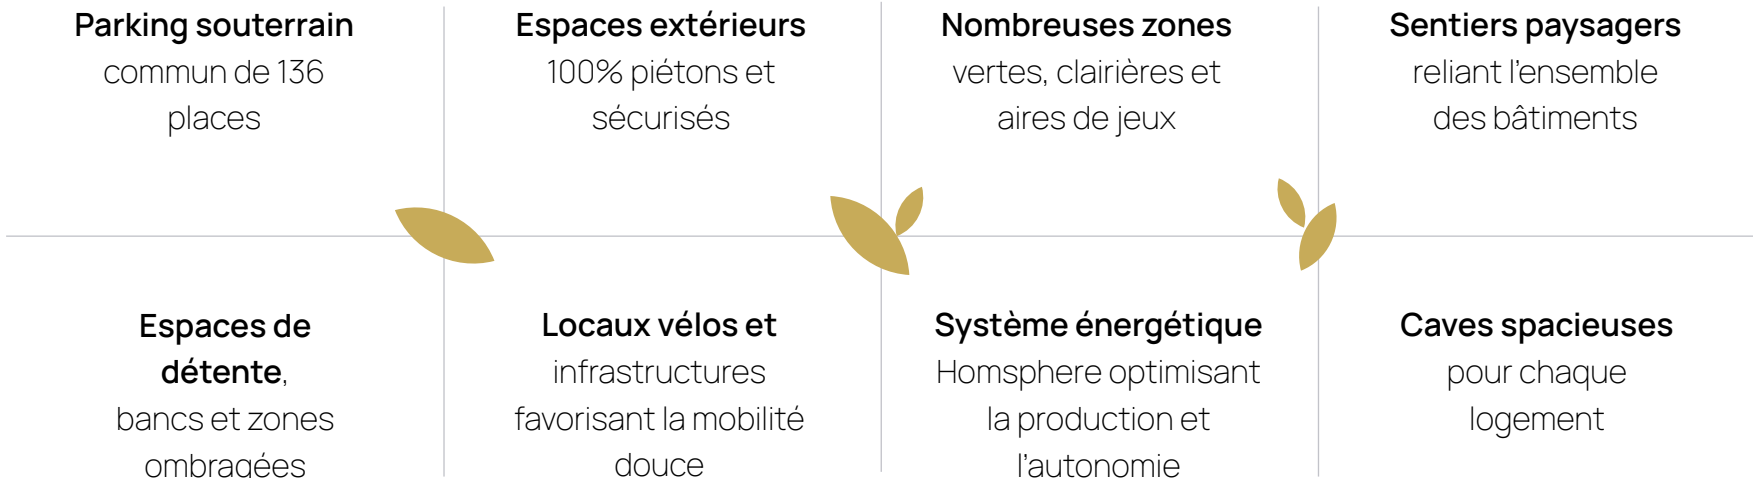 Parking souterrain
commun de 136
places
Espaces extérieurs
100% piétons et
sécurisés
Nombreuses zones
vertes, clairières et
aires de jeux
Sentiers paysagers
reliant l'ensemble
des bâtiments
Espaces de
détente,
bancs et zones
ombragées
Locaux vélos et
infrastructures
favorisant la mobilité
douce
Système énergétique
Homsphere optimisant
la production et
l'autonomie
Caves spacieuses
pour chaque
logement